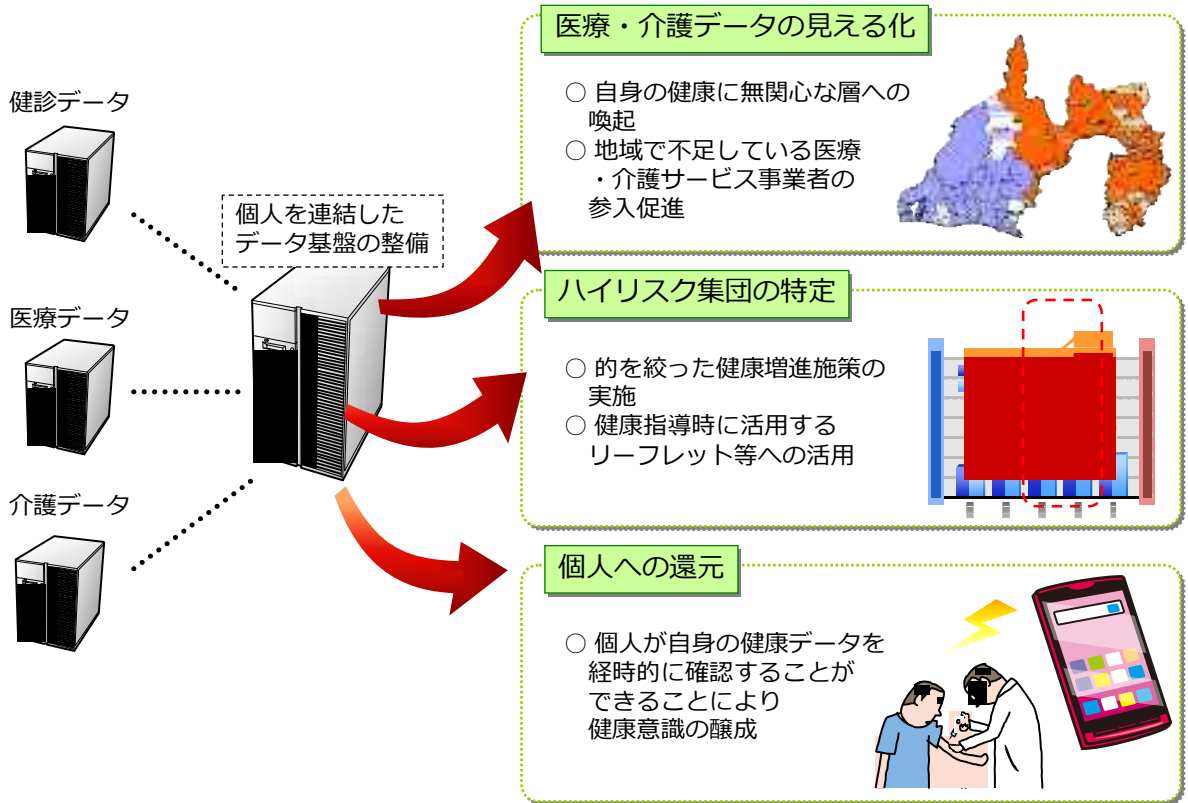 健診データ
医療データ
介護データ
個人を連結した
データ基盤の整備
医療・介護データの見える化
○ 自身の健康に無関心な層への
喚起
○ 地域で不足している医療
・介護サービス事業者の
参入促進
ハイリスク集団の特定
○ 的を絞った健康増進施策の
実施
○ 健康指導時に活用する
リーフレット等への活用
個人への還元
○ 個人が自身の健康データを
経時的に確認することが
できることにより
健康意識の醸成